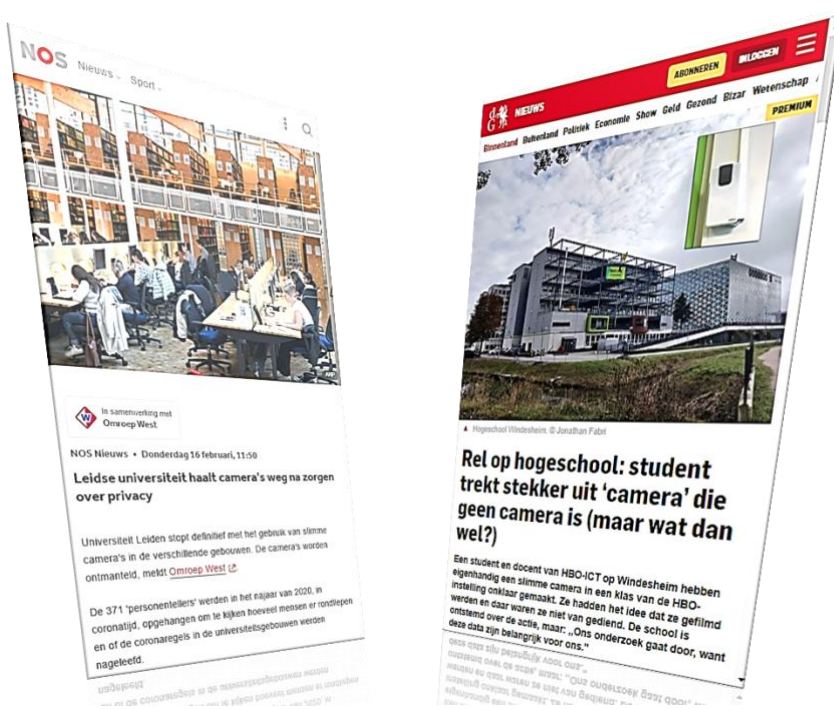 NOS Nieuws Sport
In samenwerking met
Omroep West
NOS Nieuws • Donderdag 16 februari, 11:50
Leidse universiteit haalt camera's weg na zorgen
over privacy
Universiteit Leiden stopt definitief met het gebruik van slimme
camera's in de verschillende gebouwen. De camera's worden
ontmanteld, meldt Omroep West
De 371 'personentellers' werden in het najaar van 2020, in
coronatijd, opgehangen om te kijken hoeveel mensen er rondliepen
en of de coronaregels in de universiteitsgebouwen werden
nageleefd.
ABONNEREN INLOGGEN
dG NIEUWS
Binnenland Buitenland Politiek Economie Show Geld Gezond Bizar Wetenschap
PREMIUM
Hogeschool Windesheim. © Jonathan Fabri
Rel op hogeschool: student
trekt stekker uit ‘camera’ die
geen camera is (maar wat dan
wel?)
Een student en docent van HBO-ICT op Windesheim hebben
eigenhandig een slimme camera in een klas van de HBO-
instelling onklaar gemaakt. Ze hadden het idee dat ze gefilmd
werden en daar waren ze niet van gediend. De school is
ontstemd over de actie, maar: „Ons onderzoek gaat door, want
deze data zijn belangrijk voor ons.”